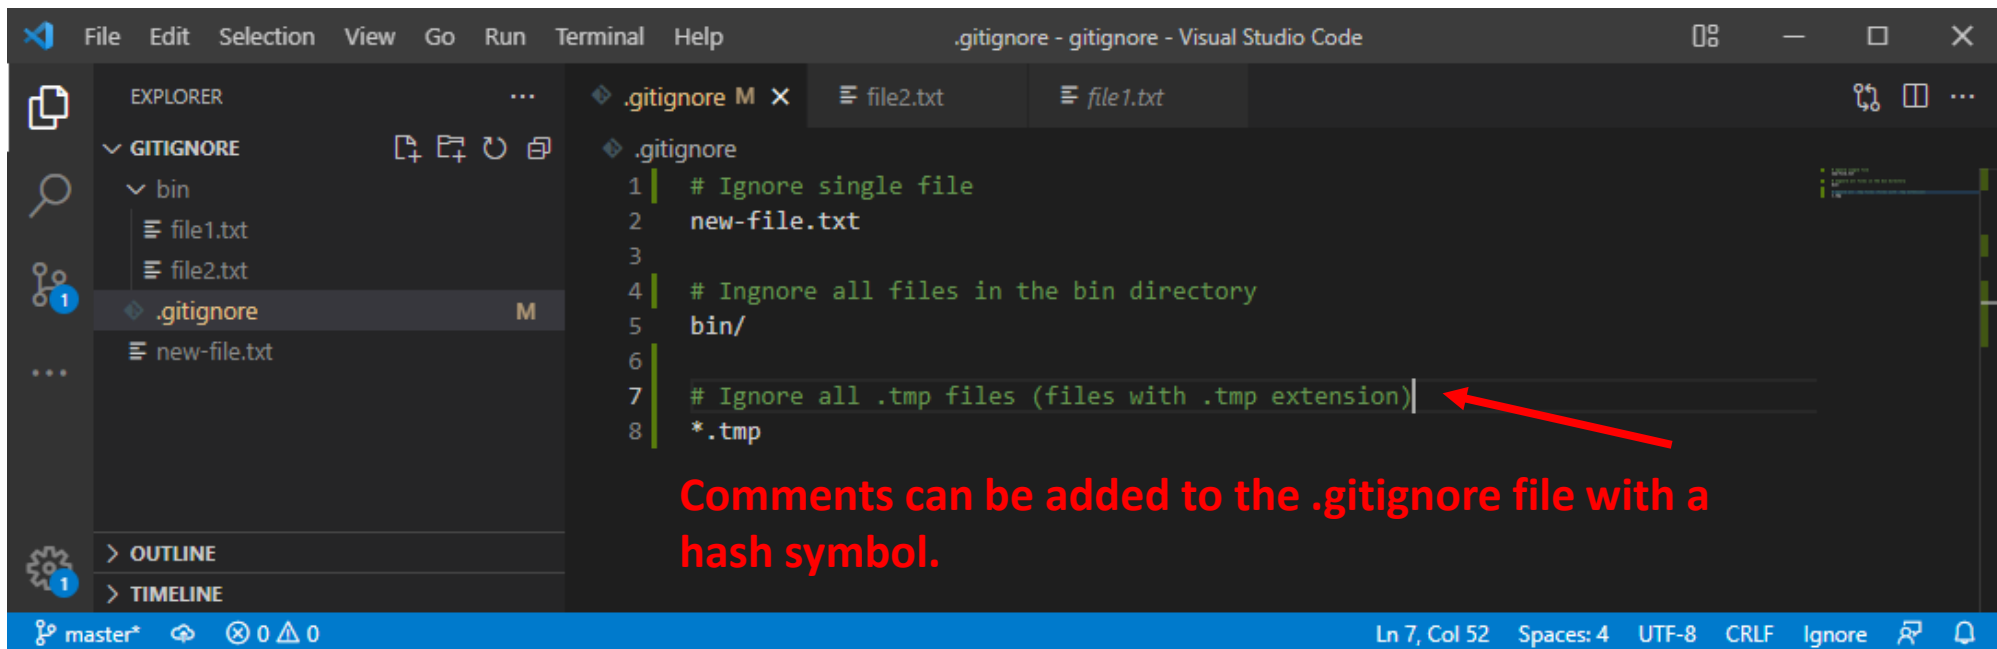 File Edit Selection View Go Run Terminal Help .gitignore - gitignore - Visual Studio Code
EXPLORER
GITIGNORE
bin
file1.txt
file2.txt
.gitignore M
new-file.txt
OUTLINE
TIMELINE
1
1
.gitignore M file2.txt file1.txt
.gitignore
1 # Ignore single file
2 new-file.txt
3
4 # Ingnore all files in the bin directory
5 bin/
6
7 # Ignore all .tmp files (files with .tmp extension)
8 *.tmp
Comments can be added to the .gitignore file with a
hash symbol.
master* 0 0 Ln 7, Col 52 Spaces: 4 UTF-8 CRLF Ignore